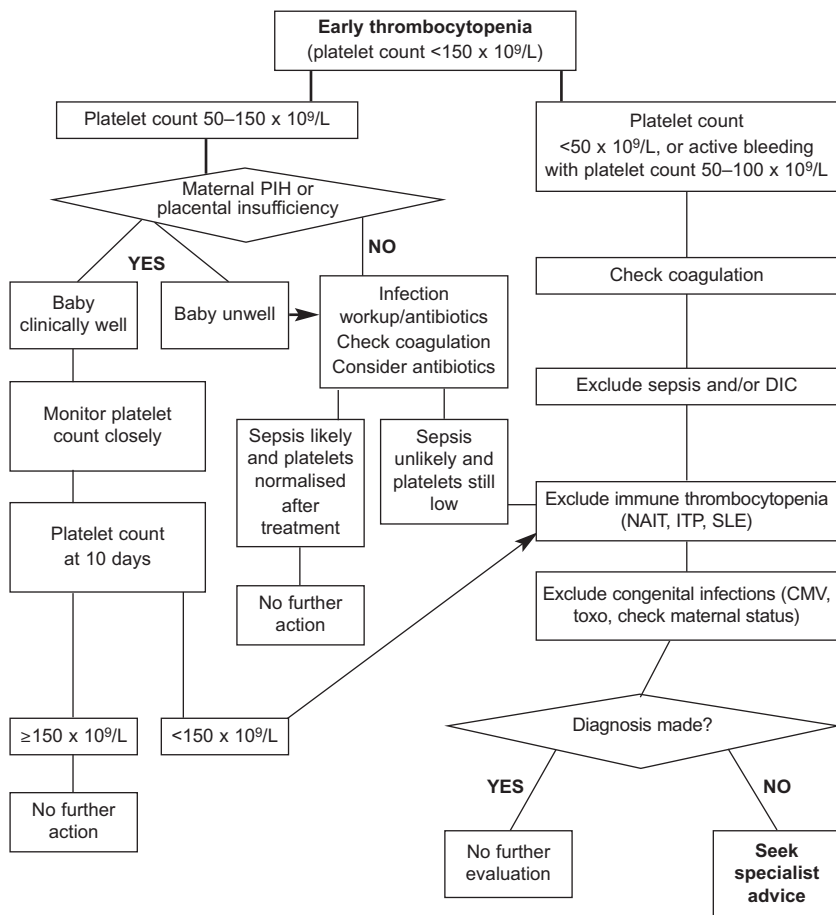 Early thrombocytopenia
(platelet count <150 x 10⁹/L)
Platelet count 50–150 x 10⁹/L
Platelet count
<50 x 10⁹/L, or active bleeding
with platelet count 50–100 x 10⁹/L
Maternal PIH or
placental insufficiency
YES
NO
Baby
clinically well
Baby unwell
Infection
workup/antibiotics
Check coagulation
Consider antibiotics
Check coagulation
Monitor platelet
count closely
Sepsis likely
and platelets
normalised
after
treatment
Sepsis
unlikely and
platelets still
low
Exclude sepsis and/or DIC
Platelet count
at 10 days
Exclude immune thrombocytopenia
(NAIT, ITP, SLE)
No further
action
Exclude congenital infections (CMV,
toxo, check maternal status)
≥150 x 10⁹/L
<150 x 10⁹/L
Diagnosis made?
No further
action
YES
NO
No further
evaluation
Seek
specialist
advice